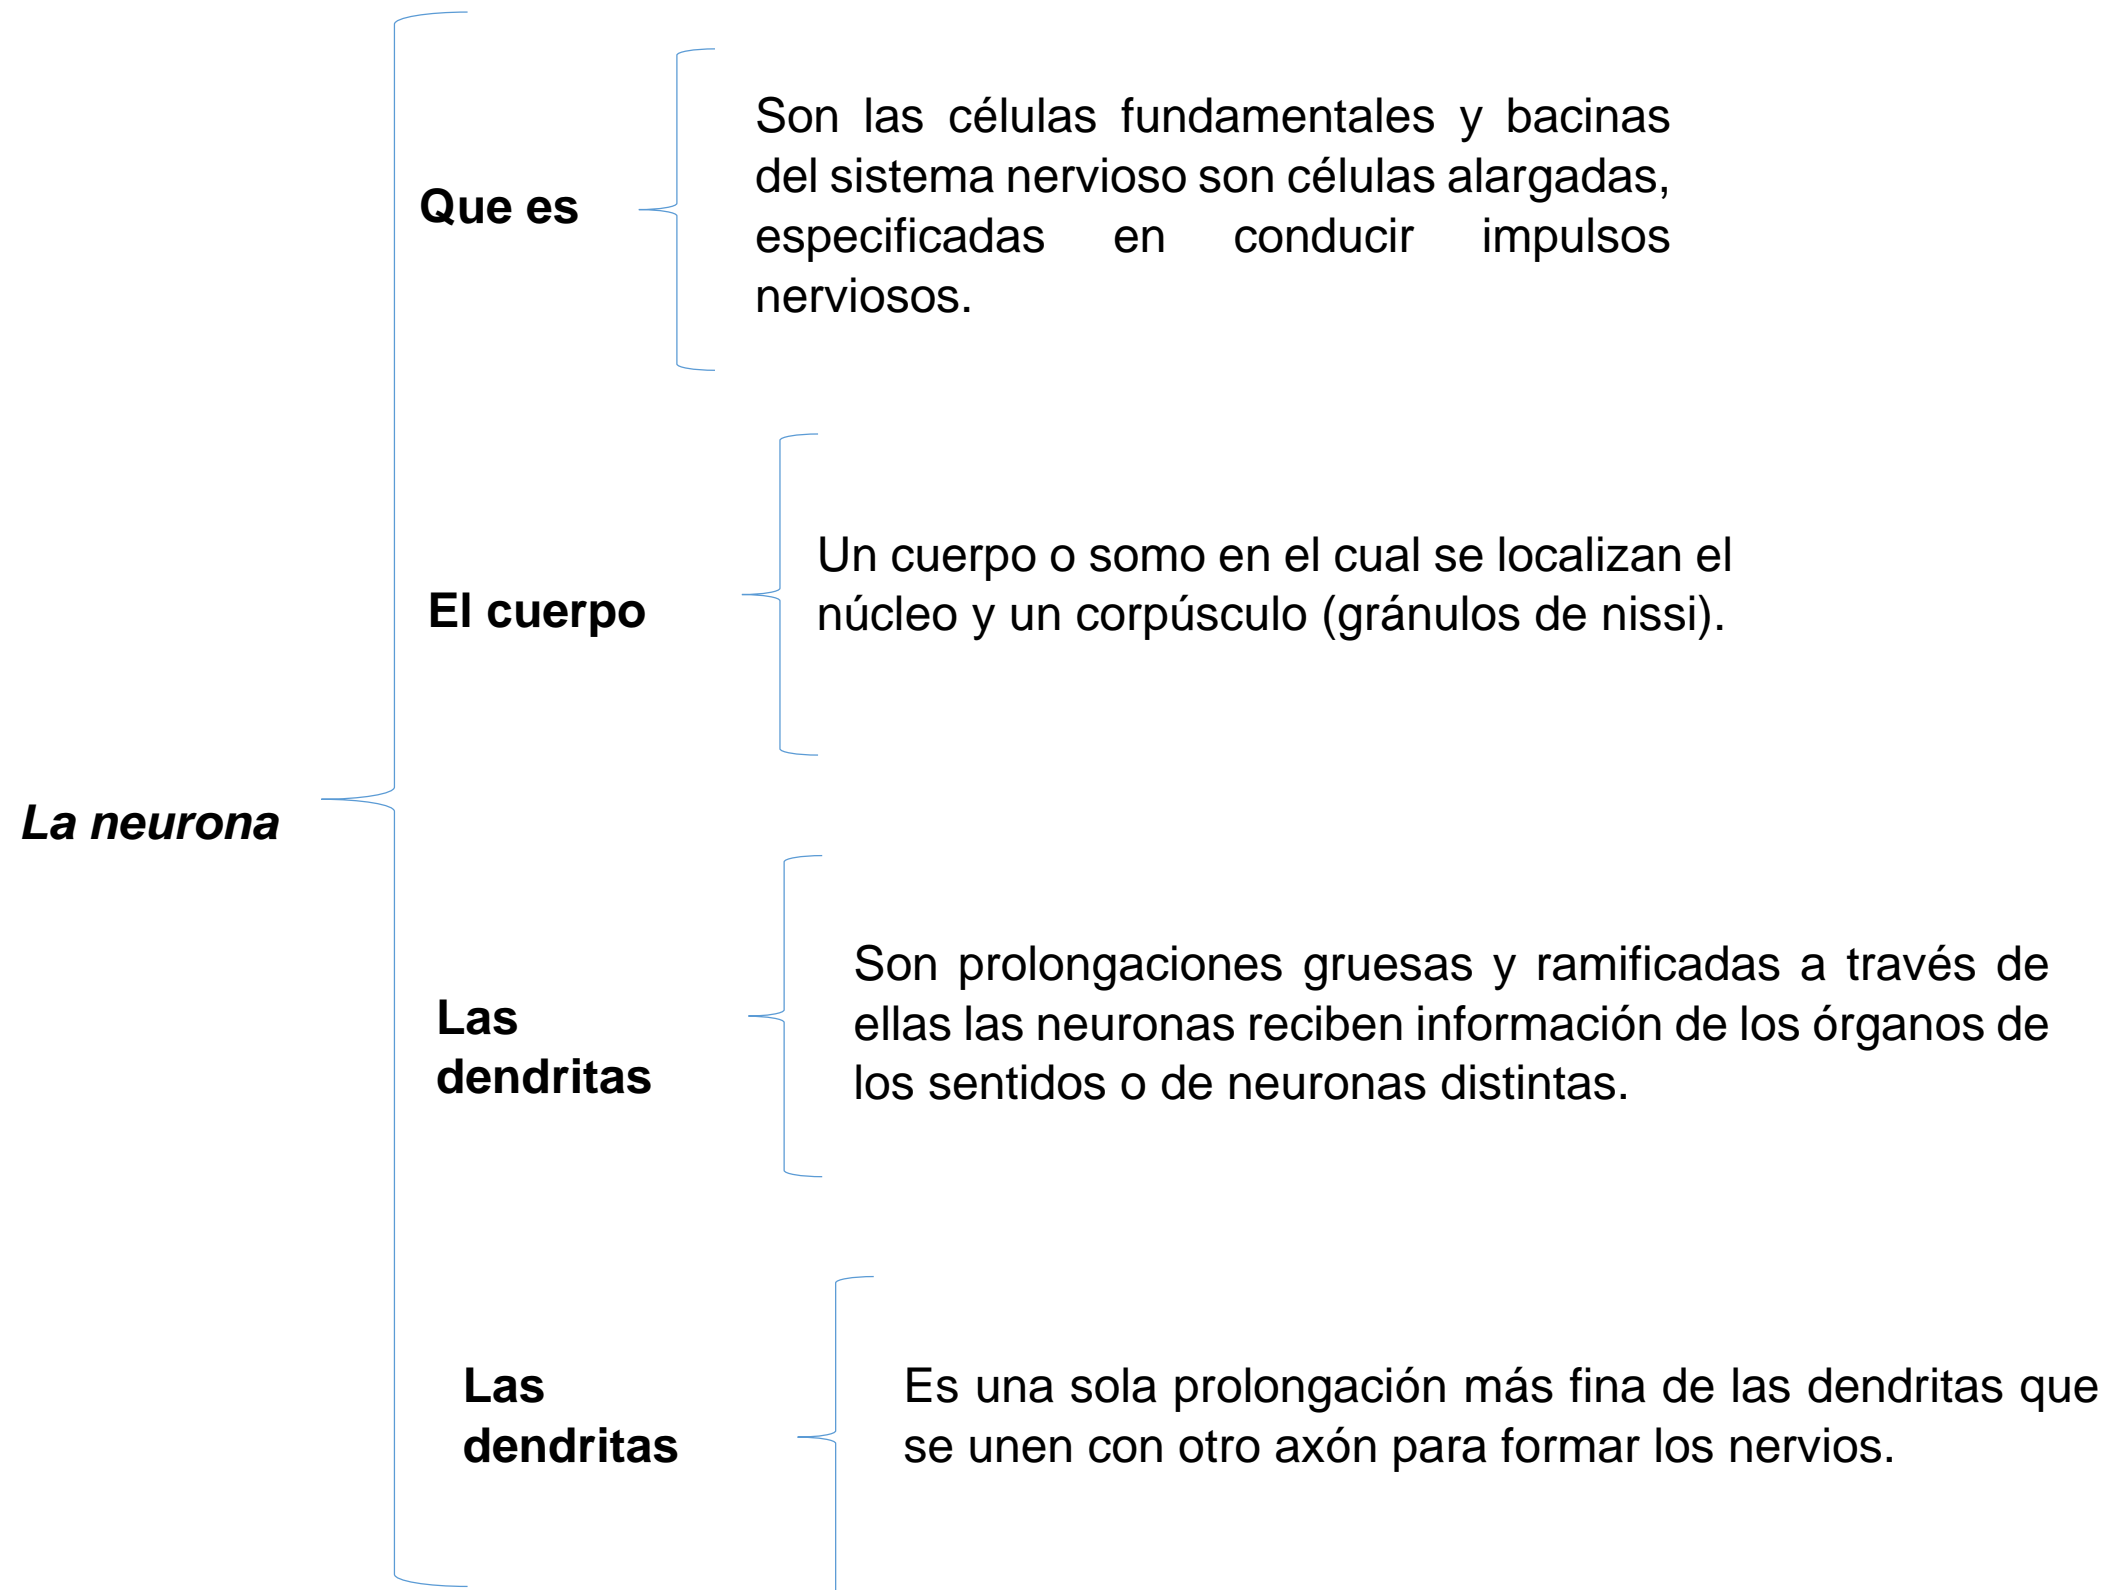 Que es
Son las células fundamentales y bacinas
del sistema nervioso son células alargadas,
especificadas en conducir impulsos
nerviosos.
El cuerpo
Un cuerpo o somo en el cual se localizan el
núcleo y un corpúsculo (gránulos de nissi).
La neurona
Las
dendritas
Son prolongaciones gruesas y ramificadas a través de
ellas las neuronas reciben información de los órganos de
los sentidos o de neuronas distintas.
Las
dendritas
Es una sola prolongación más fina de las dendritas que
se unen con otro axón para formar los nervios.